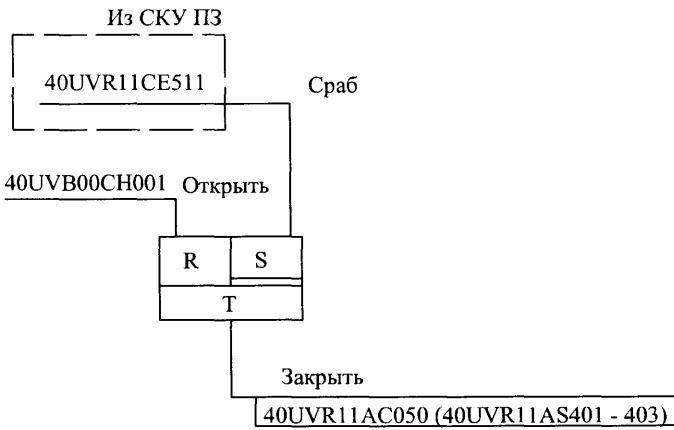 Из СКУ ПЗ
40UVR11CE511
Сраб
40UVB00CH001 Открыть
R S
T
Закрыть
40UVR11AC050 (40UVR11AS401 - 403)